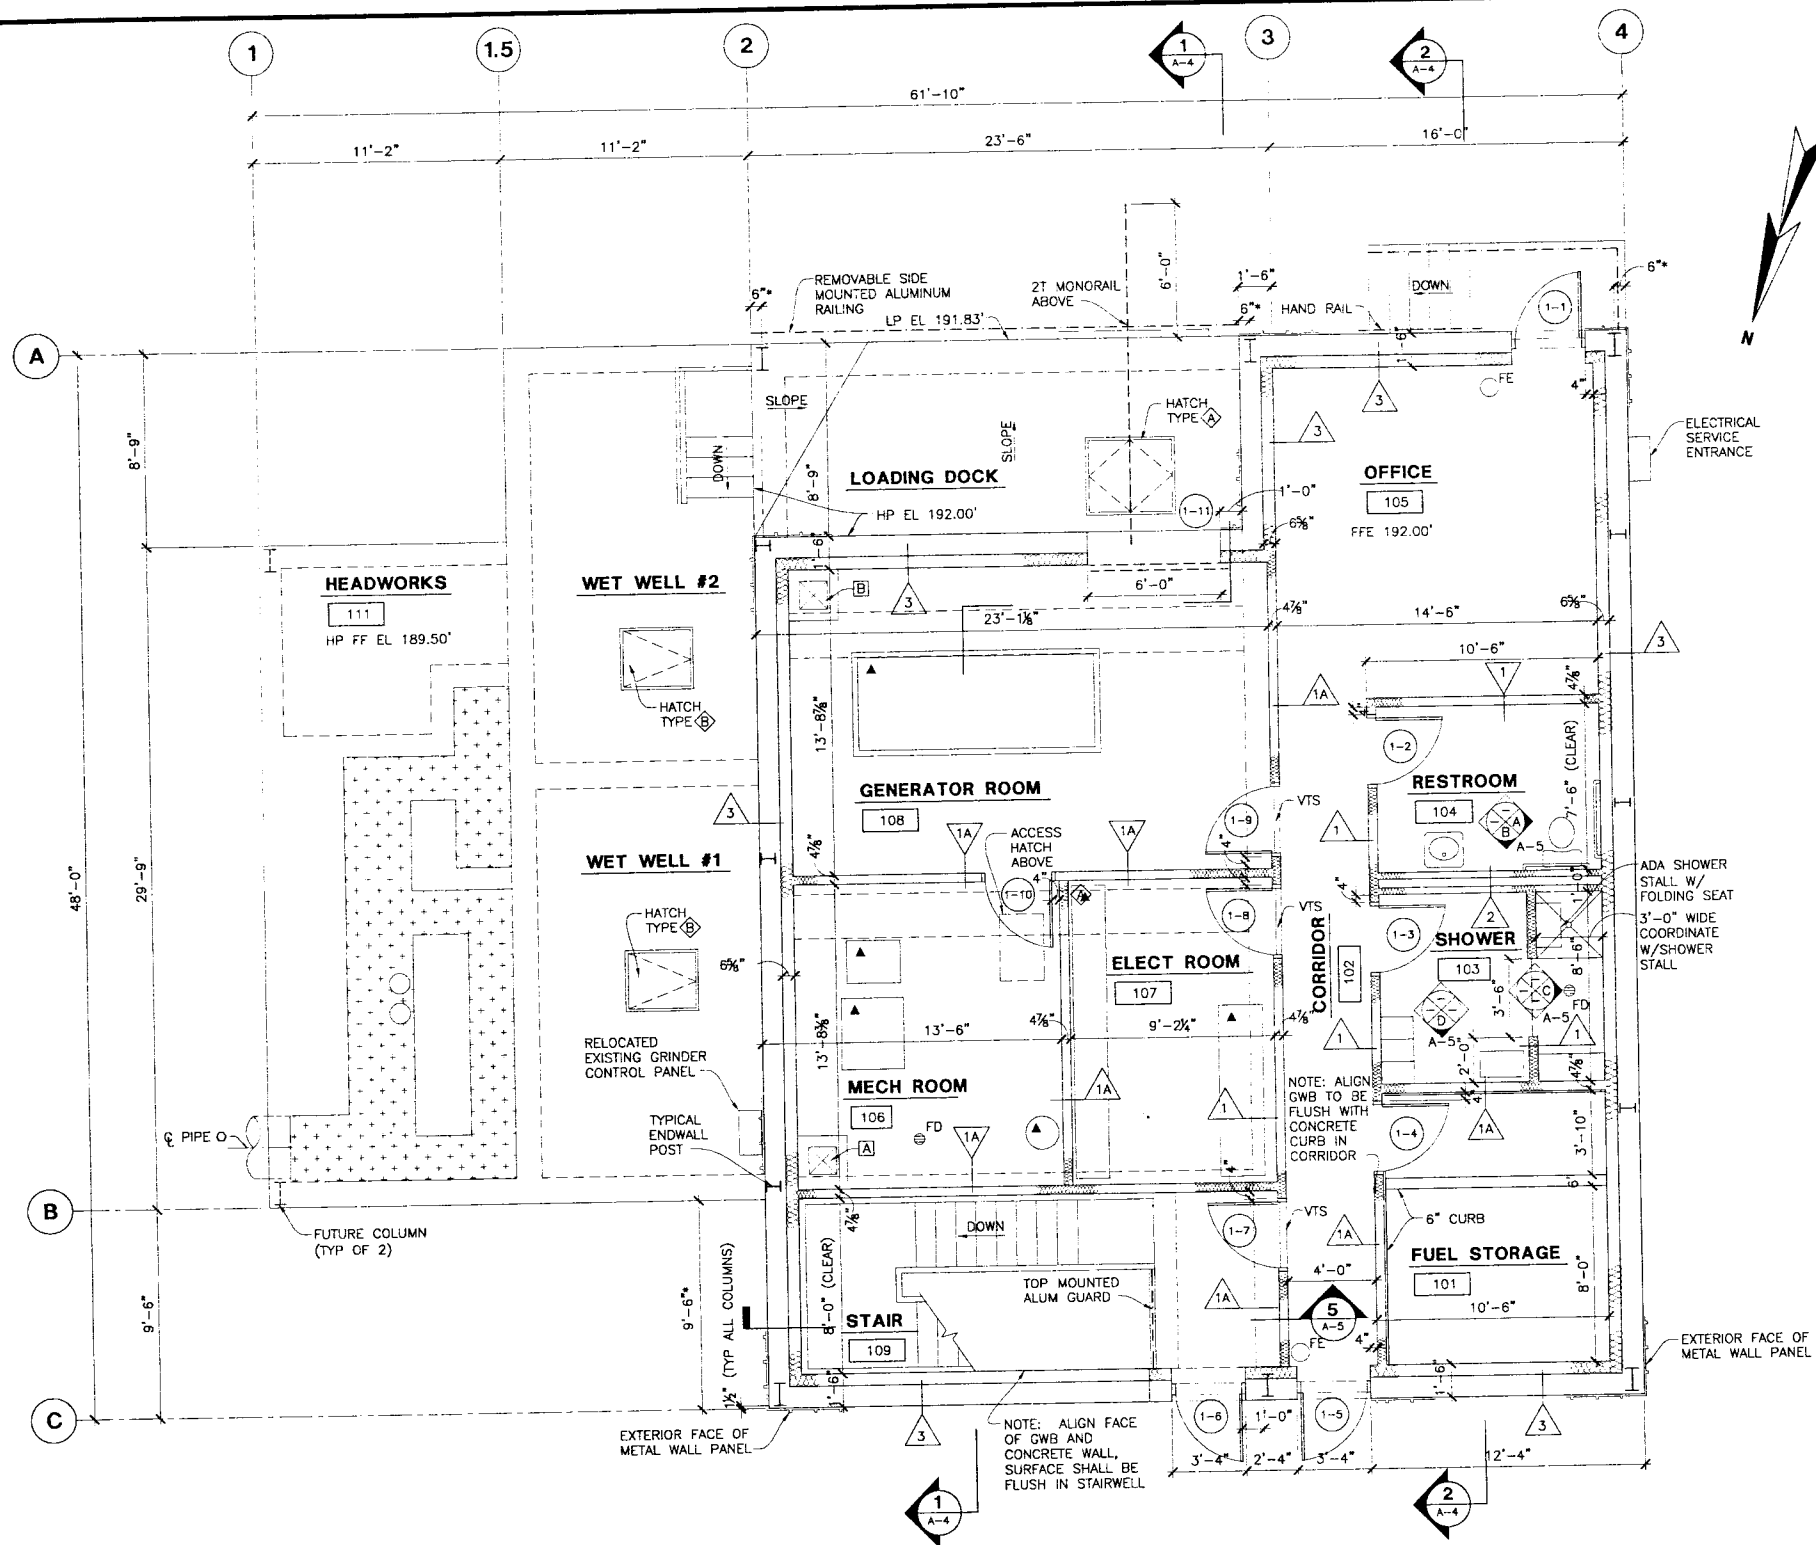 1
1.5
2
3
4
1
A-4
2
A-4
61'-10"
11'-2"
11'-2"
23'-6"
16'-0"
N
REMOVABLE SIDE
MOUNTED ALUMINUM
RAILING
2T MONORAIL
ABOVE
6'-0"
1'-6"
6"*
6"*
6"*
DOWN
HAND RAIL
LP EL 191.83'
1-1
A
1'-6"
FE
4"
SLOPE
SLOPE
HATCH
TYPE A
3
3
ELECTRICAL
SERVICE
ENTRANCE
8'-9"
DOWN
8'-9"
LOADING DOCK
OFFICE
105
FFE 192.00'
1'-0"
1-11
6⅝"
HP EL 192.00'
1'-6"
HEADWORKS
111
HP FF EL 189.50'
WET WELL #2
B
3
6'-0"
23'-1⅛"
4⅞"
14'-6"
6⅝"
3
10'-6"
1
4⅞"
HATCH
TYPE B
1A
4"
13'-8⅞"
1-2
7'-6" (CLEAR)
GENERATOR ROOM
108
RESTROOM
104
A
B
A-5
3
1A
ACCESS
HATCH
ABOVE
1A
1-9
VTS
1
4"
4⅞"
48'-0"
29'-9"
WET WELL #1
ADA SHOWER
STALL W/
FOLDING SEAT
3'-0" WIDE
COORDINATE
W/SHOWER
STALL
1-10
4"
A
1-8
VTS
4"
2
1'-0"
HATCH
TYPE B
1-3
SHOWER
103
8'-6"
CORRIDOR
102
ELECT ROOM
107
6⅝"
3'-6"
C
A-5
FD
D
A-5
1
1
RELOCATED
EXISTING GRINDER
CONTROL PANEL
13'-6"
4⅞"
9'-2¼"
4⅞"
13'-8⅜"
2'-0"
4⅞"
4"
MECH ROOM
106
1A
1
NOTE: ALIGN
GWB TO BE
FLUSH WITH
CONCRETE
CURB IN
CORRIDOR
1-4
1A
3'-10"
TYPICAL
ENDWALL
POST
FD
1A
℄ PIPE O
A
4"
6"
B
FUTURE COLUMN
(TYP OF 2)
4⅞"
DOWN
1-7
VTS
1A
6" CURB
FUEL STORAGE
101
8'-0"
9'-6"
9'-6"*
1½" (TYP ALL COLUMNS)
8'-0" (CLEAR)
TOP MOUNTED
ALUM GUARD
1A
4'-0"
10'-6"
5
A-5
STAIR
109
FE
4"
EXTERIOR FACE OF
METAL WALL PANEL
1'-6"
1'-6"
C
EXTERIOR FACE OF
METAL WALL PANEL
3
NOTE: ALIGN FACE
OF GWB AND
CONCRETE WALL,
SURFACE SHALL BE
FLUSH IN STAIRWELL
1-6
1'-0"
1-5
3
3'-4"
2'-4"
3'-4"
12'-4"
1
A-4
2
A-4